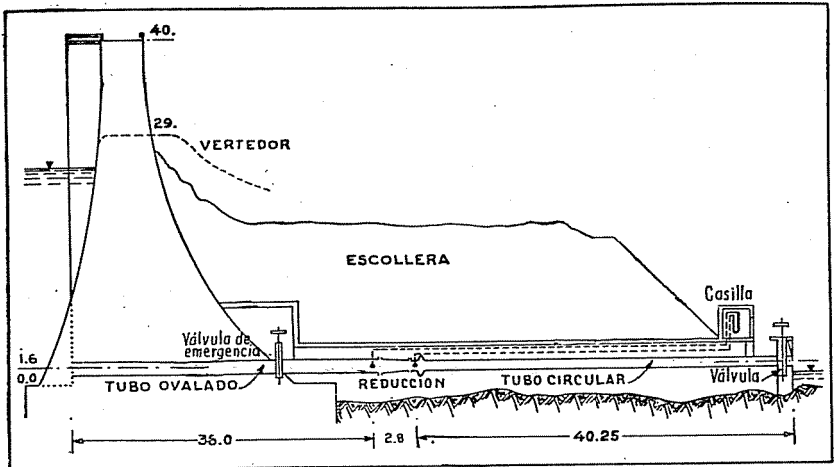 40.
29.
VERTEDOR
ESCOLLERA
Casilla
Válvula de
emergencia
1.6
0.0
TUBO OVALADO
REDUCCION
TUBO CIRCULAR
Válvula
35.0
2.8
40.25